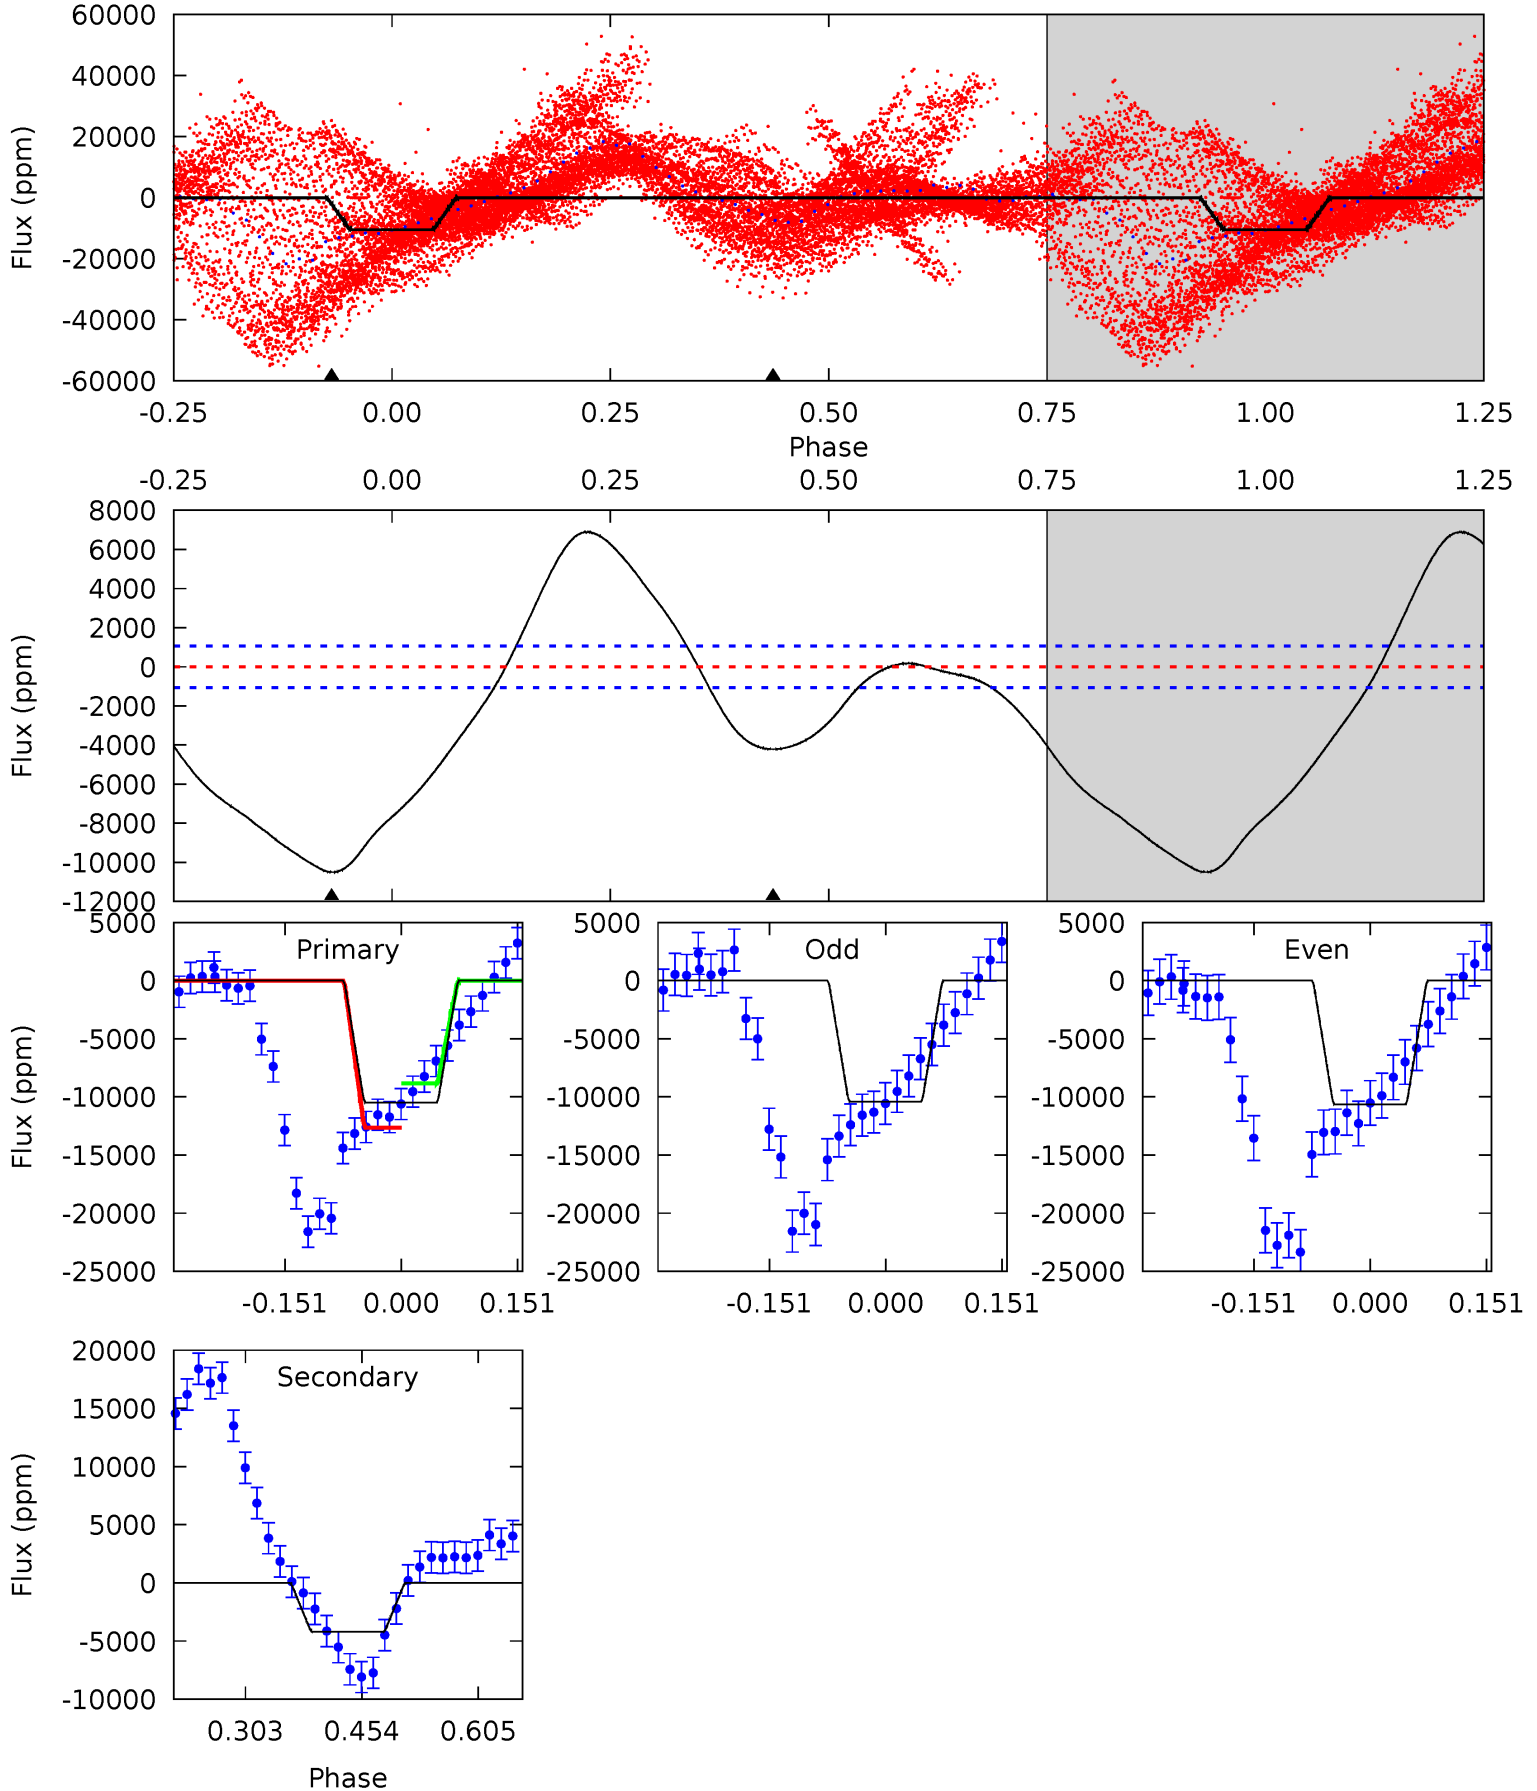 60000
40000
20000
0
-20000
-40000
-60000
Flux (ppm)
-0.25 0.00 0.25 0.50 0.75 1.00 1.25
Phase
-0.25 0.00 0.25 0.50 0.75 1.00 1.25
8000
6000
4000
2000
0
-2000
-4000
-6000
-8000
-10000
-12000
Flux (ppm)
Primary
5000
0
-5000
-10000
-15000
-20000
-25000
Flux (ppm)
-0.151 0.000 0.151
Odd
5000
0
-5000
-10000
-15000
-20000
-25000
-0.151 0.000 0.151
Even
5000
0
-5000
-10000
-15000
-20000
-25000
-0.151 0.000 0.151
Secondary
20000
15000
10000
5000
0
-5000
-10000
Flux (ppm)
0.303 0.454 0.605
Phase